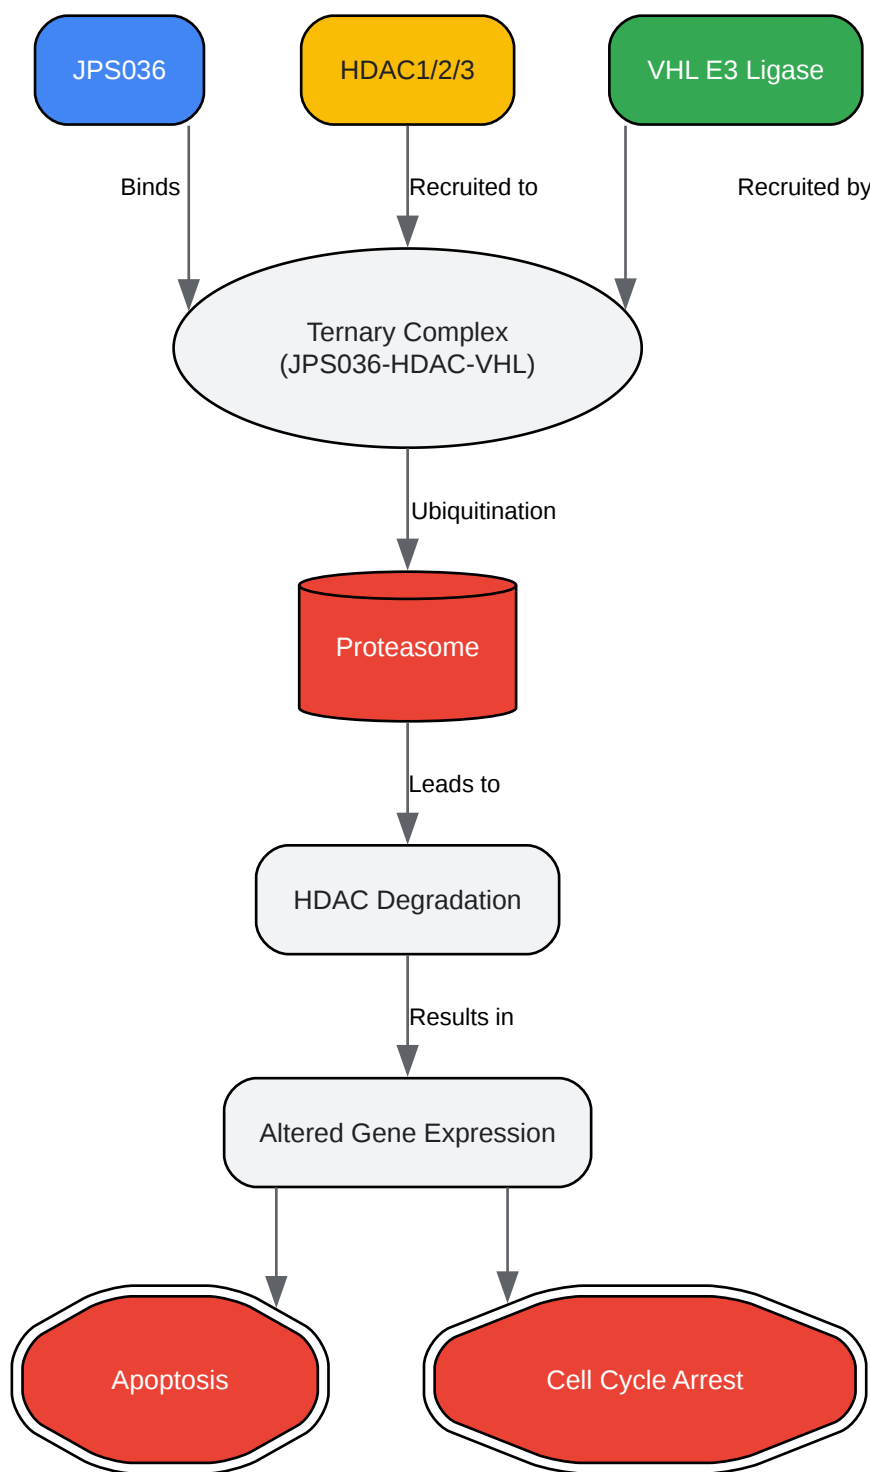 JPS036
HDAC1/2/3
VHL E3 Ligase
Binds
Recruited to
Recruited by
Ternary Complex
(JPS036-HDAC-VHL)
Ubiquitination
Proteasome
Leads to
HDAC Degradation
Results in
Altered Gene Expression
Apoptosis
Cell Cycle Arrest